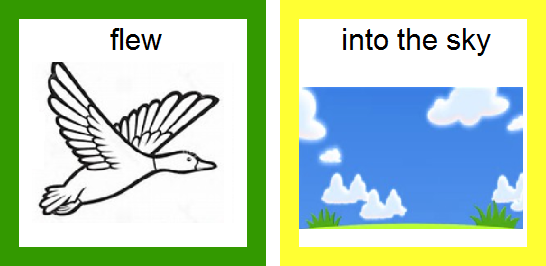 flew
into the sky